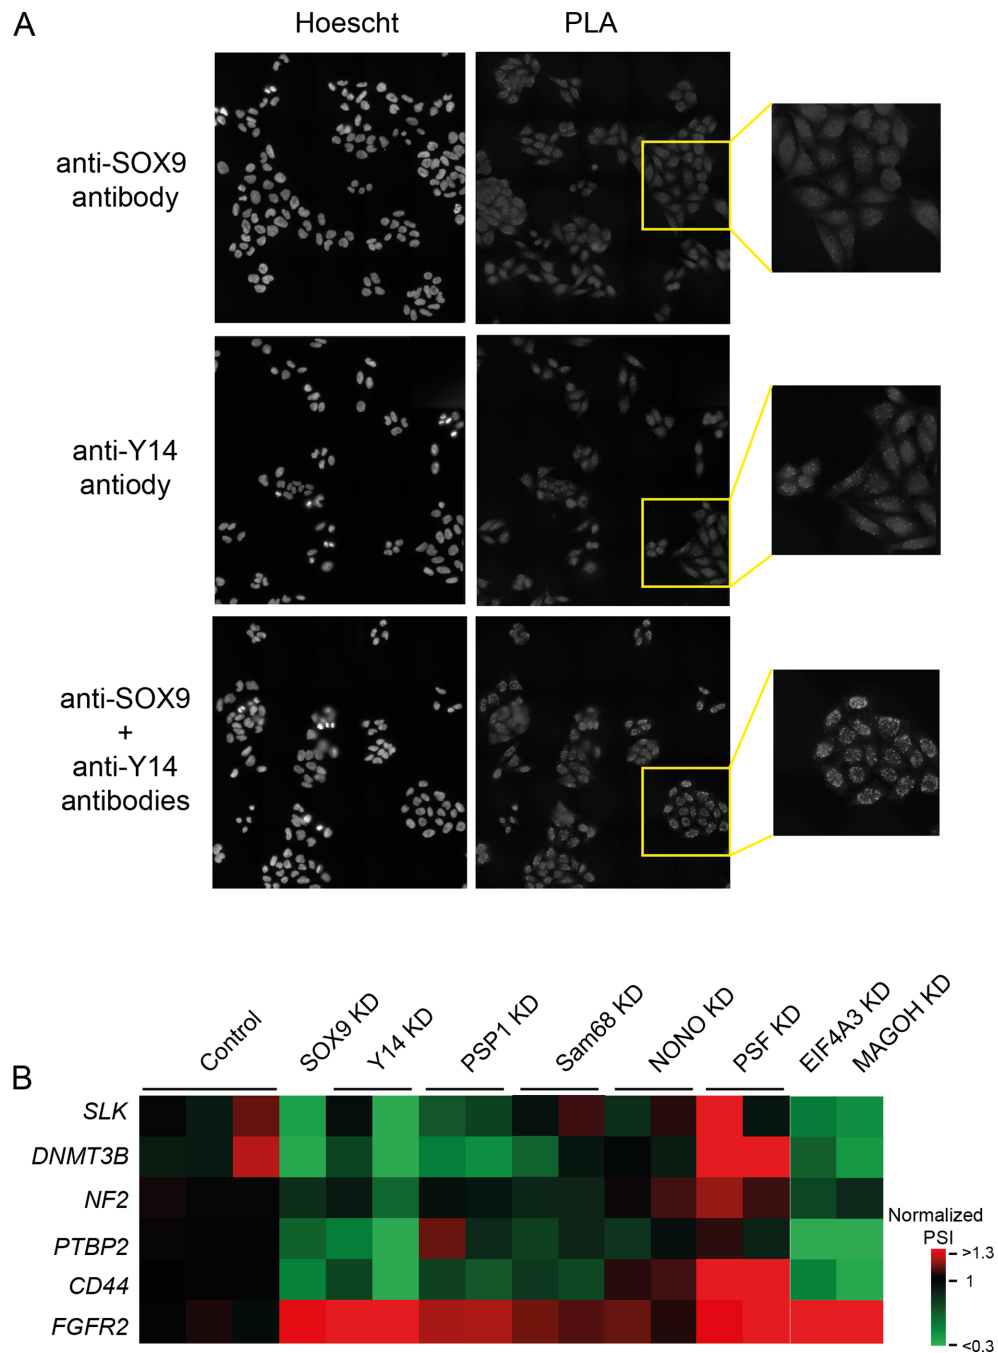 A
Hoescht
PLA
anti-SOX9
antibody
anti-Y14
antiody
anti-SOX9
+
anti-Y14
antibodies
B
Control
SOX9 KD
Y14 KD
PSP1 KD
Sam68 KD
NONO KD
PSF KD
EIF4A3 KD
MAGOH KD
SLK
DNMT3B
NF2
PTBP2
CD44
FGFR2
Normalized
PSI
>1.3
1
<0.3